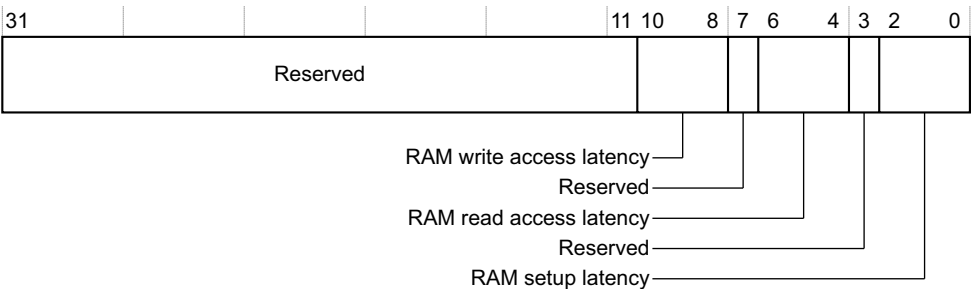 31 11 10 8 7 6 4 3 2 0
Reserved
RAM write access latency
Reserved
RAM read access latency
Reserved
RAM setup latency